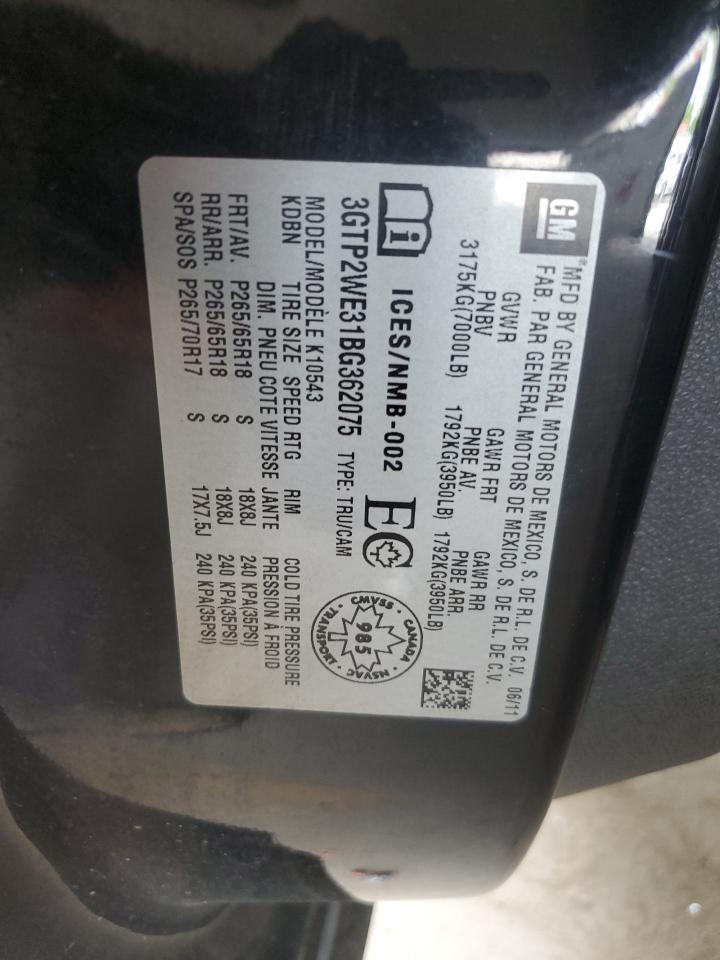 GM ® MFD BY GENERAL MOTORS DE MEXICO, S. DE R.L. DE C.V. 06/11
FAB. PAR GENERAL MOTORS DE MEXICO, S. DE R.L. DE C.V.
GVWR GAWR FRT GAWR RR
PNBV PNBE AV. PNBE ARR.
3175KG(7000LB) 1792KG(3950LB) 1792KG(3950LB)
i ICES/NMB-002 EC
CMVSS · CANADA · NSVAC · TRANSPORT · 985
3GTP2WE31BG362075 TYPE: TRU/CAM
MODEL/MODÈLE K10543
KDBN TIRE SIZE SPEED RTG RIM COLD TIRE PRESSURE
DIM. PNEU COTE VITESSE JANTE PRESSION À FROID
FRT/AV. P265/65R18 S 18X8J 240 KPA(35PSI)
RR/ARR. P265/65R18 S 18X8J 240 KPA(35PSI)
SPA/SOS P265/70R17 S 17X7.5J 240 KPA(35PSI)